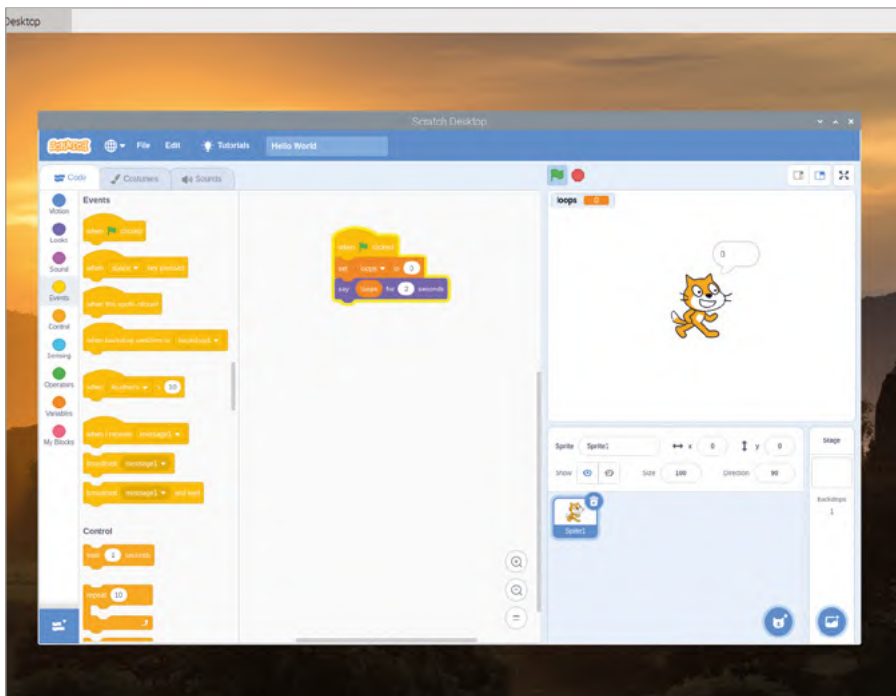 Desktop
Scratch Desktop
SCRATCH File Edit Tutorials Hello World
Code Costumes Sounds
Motion
Looks
Sound
Events
Control
Sensing
Operators
Variables
My Blocks
Events
when clicked
when space key pressed
when this sprite clicked
when backdrop switches to backdrop1
when loudness > 10
when I receive message1
broadcast message1
broadcast message1 and wait
Control
wait 1 seconds
repeat 10
when clicked
set loops to 0
say loops for 2 seconds
loops 0
0
Sprite Sprite1 x 0 y 0
Show Size 100 Direction 90
Sprite1
Stage
Backdrops
1